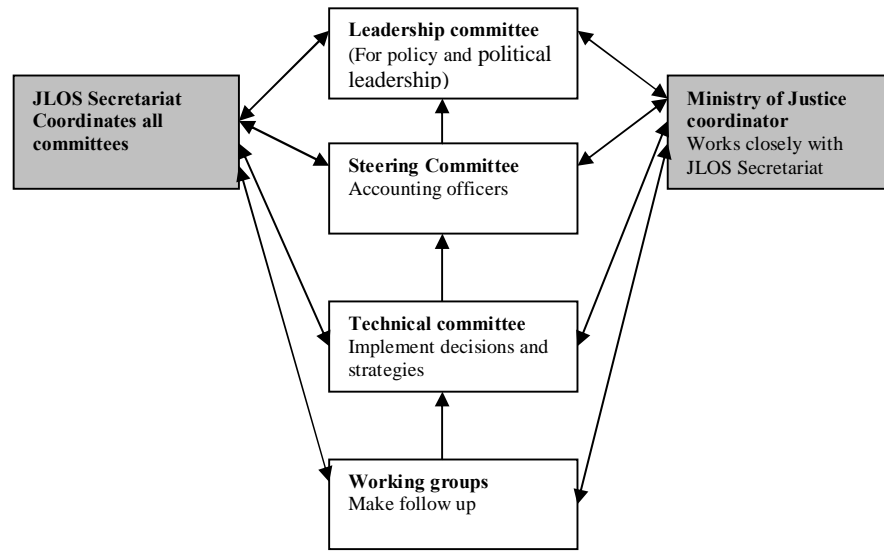 Leadership committee
(For policy and political
leadership)
JLOS Secretariat
Coordinates all
committees
Ministry of Justice
coordinator
Works closely with
JLOS Secretariat
Steering Committee
Accounting officers
Technical committee
Implement decisions and
strategies
Working groups
Make follow up